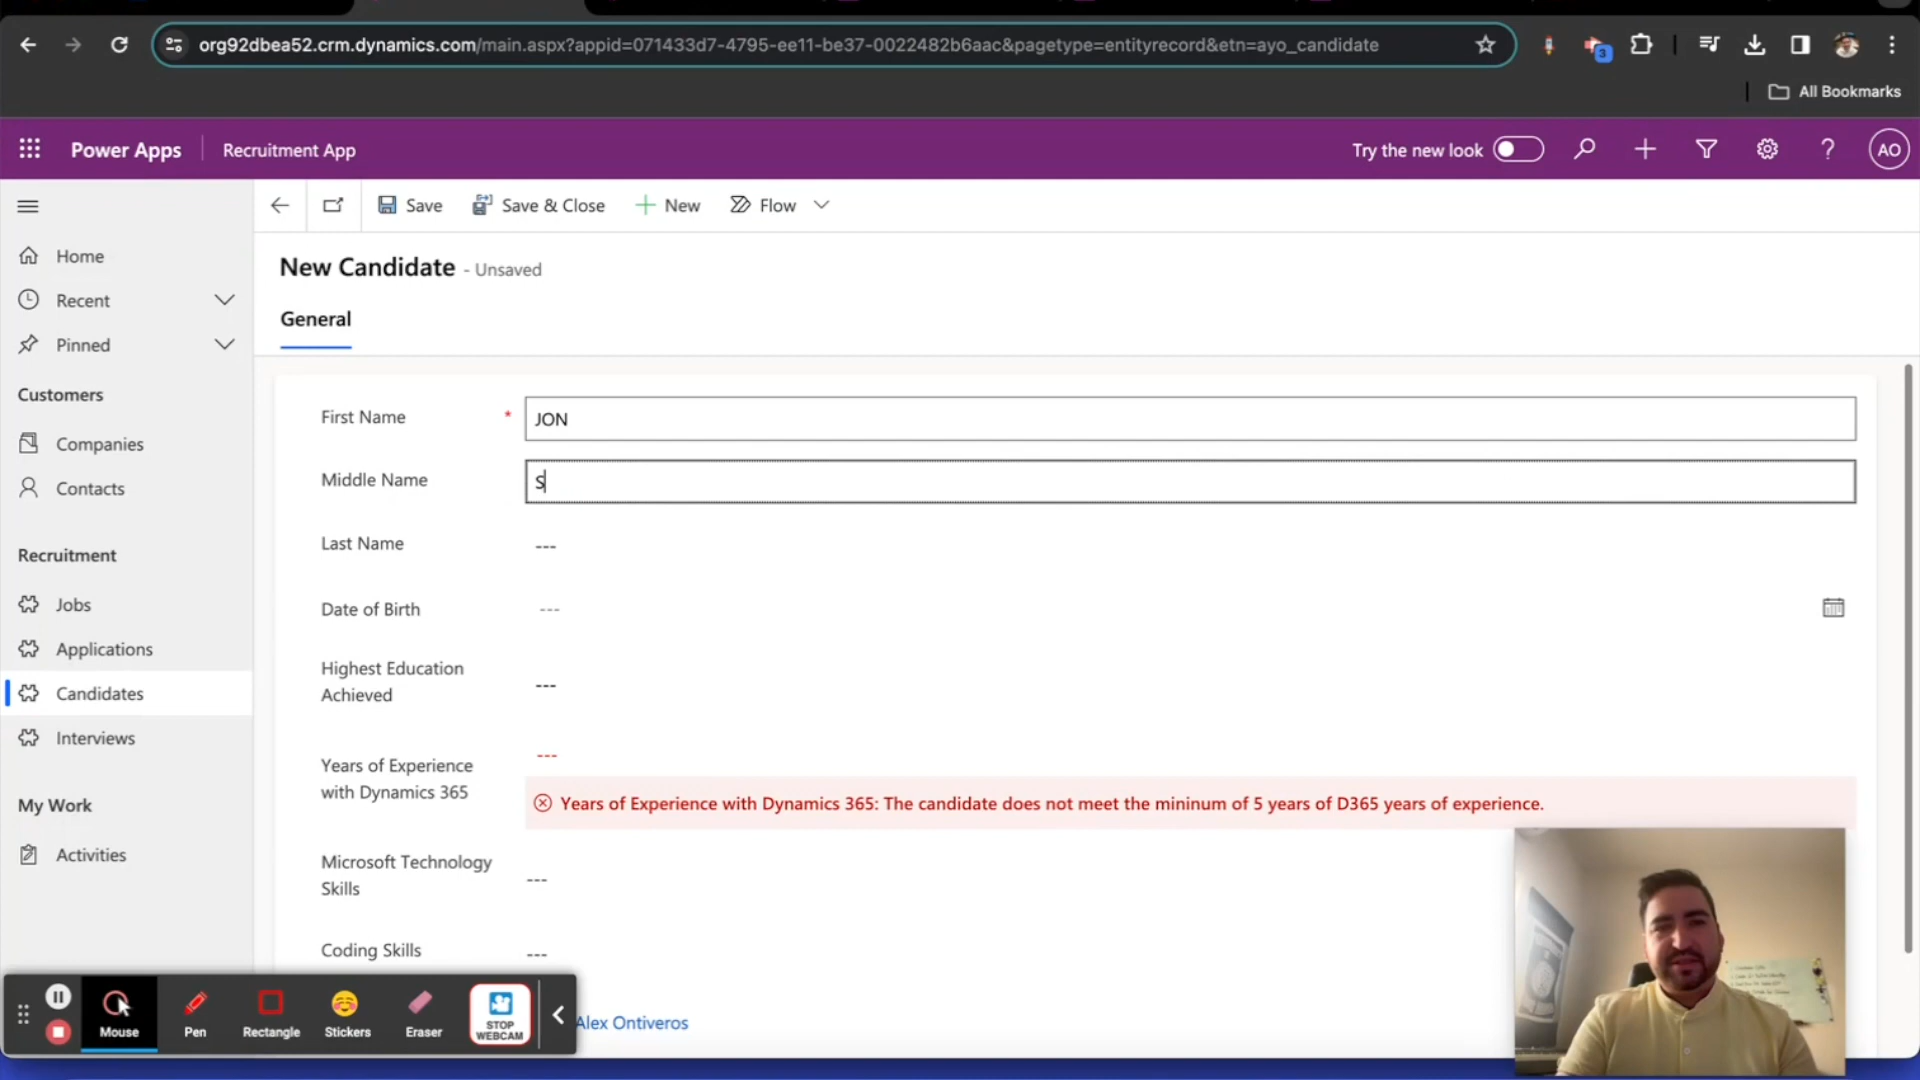 org92dbea52.crm.dynamics.com/main.aspx?appid=071433d7-4795-ee11-be37-0022482b6aac&pagetype=entityrecord&etn=ayo_candidate
3
All Bookmarks
Power Apps
Recruitment App
Try the new look
?
AO
Save
Save & Close
New
Flow
Home
Recent
Pinned
Customers
Companies
Contacts
Recruitment
Jobs
Applications
Candidates
Interviews
My Work
Activities
New Candidate - Unsaved
General
First Name * JON
Middle Name S
Last Name ---
Date of Birth ---
Highest Education
Achieved
---
Years of Experience
with Dynamics 365
---
Years of Experience with Dynamics 365: The candidate does not meet the mininum of 5 years of D365 years of experience.
Microsoft Technology
Skills
---
Coding Skills ---
Alex Ontiveros
Mouse
Pen
Rectangle
Stickers
Eraser
STOP
WEBCAM